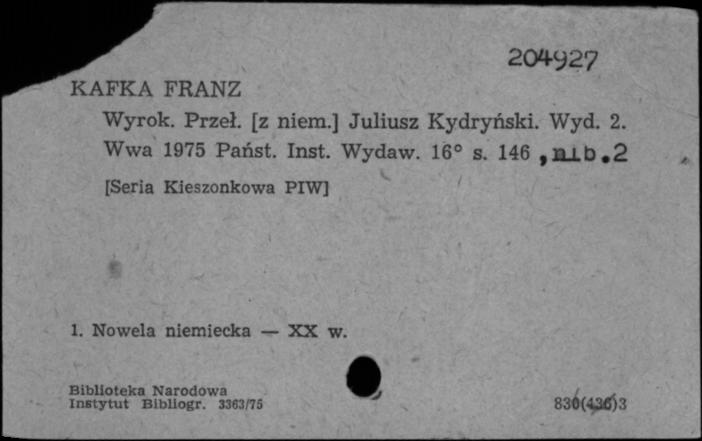 204927
KAFKA FRANZ
Wyrok. Przeł. [z niem.] Juliusz Kydryński. Wyd. 2.
Wwa 1975 Państ. Inst. Wydaw. 16° s. 146 , nlb.2
[Seria Kieszonkowa PIW]
1. Nowela niemiecka — XX w.
Biblioteka Narodowa
Instytut Bibliogr. 3363/75
830(436)3